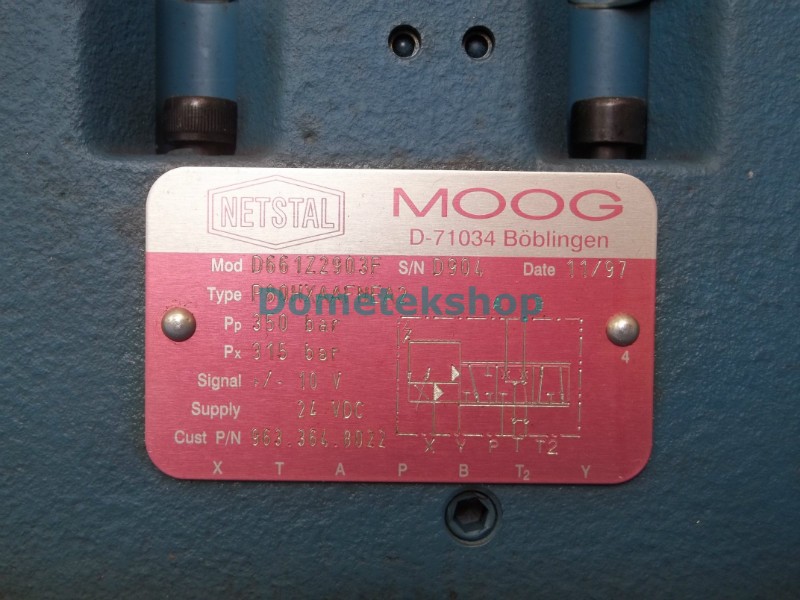 NETSTAL
MOOG
D-71034 Böblingen
Mod D661Z2903F S/N D904 Date 11/97
Type
Dometekshop
Pp 350 bar
Px 315 bar
Signal +/- 10 V
Supply 24 VDC
Cust P/N 963.364.8022
4
X Y P T T2
X T A P B T2 Y